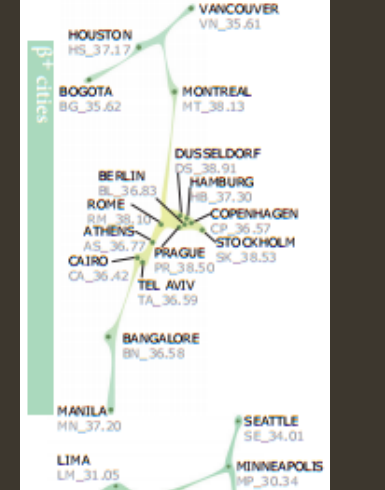 VANCOUVER
VN_35.61
HOUSTON
HS_37.17
β+ cities
BOGOTA
BG_35.62
MONTREAL
MT_38.13
DUSSELDORF
DS_38.91
BERLIN
BL_36.83
HAMBURG
HB_37.30
ROME
RM_38.10
COPENHAGEN
CP_36.57
ATHENS
AS_36.77
STOCKHOLM
SK_38.53
PRAGUE
PR_38.50
CAIRO
CA_36.42
TEL AVIV
TA_36.59
BANGALORE
BN_36.58
MANILA
MN_37.20
SEATTLE
SE_34.01
LIMA
LM_31.05
MINNEAPOLIS
MP_30.34